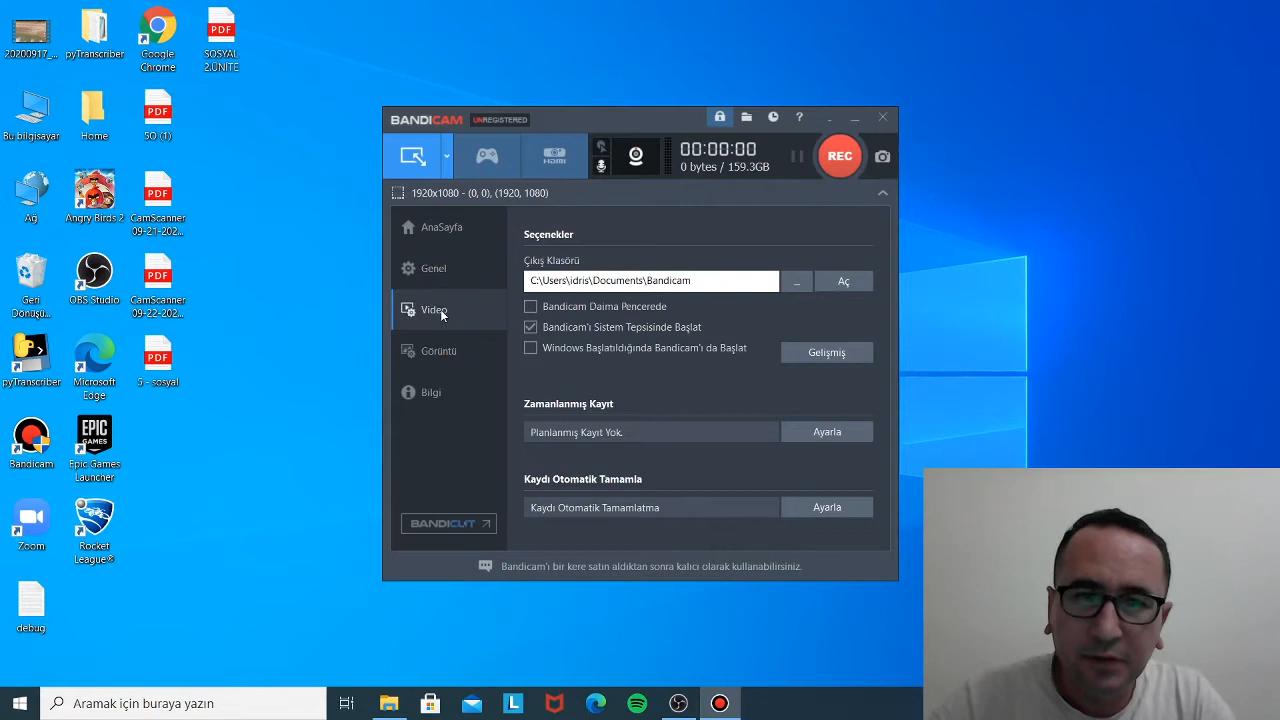 20200917_...
pyTranscriber
Google
Chrome
PDF
SOSYAL
2.ÜNİTE
Bu bilgisayar
Home
PDF
5O (1)
Ağ
Angry Birds 2
PDF
CamScanner
09-21-202...
Geri
Dönüşü...
OBS Studio
PDF
CamScanner
09-22-202...
pyTranscriber
Microsoft
Edge
PDF
5 - sosyal
Bandicam
EPIC
GAMES
Epic Games
Launcher
Zoom
Rocket
League®
debug
BANDICAM UNREGISTERED
?
HDMI
00:00:00
0 bytes / 159.3GB
REC
1920x1080 - (0, 0), (1920, 1080)
AnaSayfa
Genel
Video
Görüntü
Bilgi
BANDICUT
Seçenekler
Çıkış Klasörü
C:\Users\idris\Documents\Bandicam
...
Aç
Bandicam Daima Pencerede
Bandicam'ı Sistem Tepsisinde Başlat
Windows Başlatıldığında Bandicam'ı da Başlat
Gelişmiş
Zamanlanmış Kayıt
Planlanmış Kayıt Yok.
Ayarla
Kaydı Otomatik Tamamla
Kaydı Otomatik Tamamlatma
Ayarla
Bandicam'ı bir kere satın aldıktan sonra kalıcı olarak kullanabilirsiniz.
Aramak için buraya yazın
L